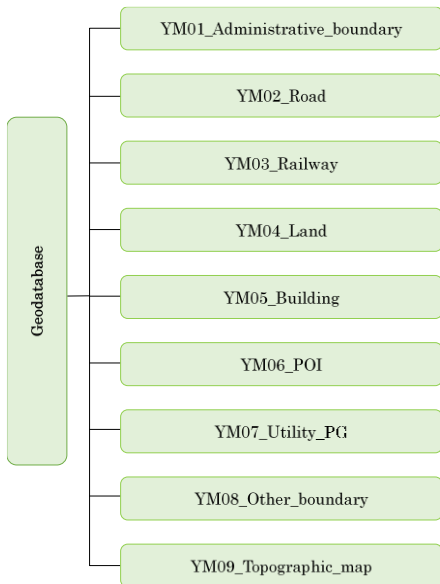 YM01_Administrative_boundary
YM02_Road
YM03_Railway
YM04_Land
Geodatabase
YM05_Building
YM06_POI
YM07_Utility_PG
YM08_Other_boundary
YM09_Topographic_map